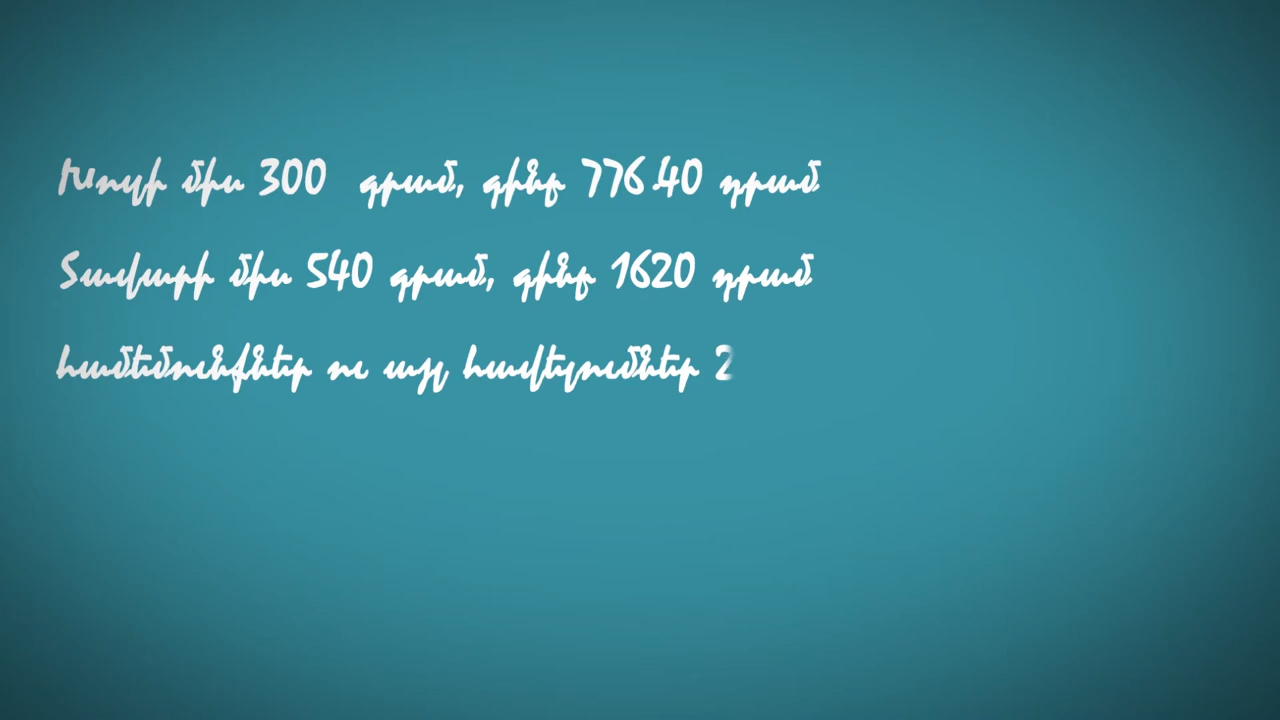 Խոզի միս 300 գրամ, գինը 776.40 դրամ
Տավարի միս 540 գրամ, գինը 1620 դրամ
համեմունքներ ու այլ հավելումներ 2